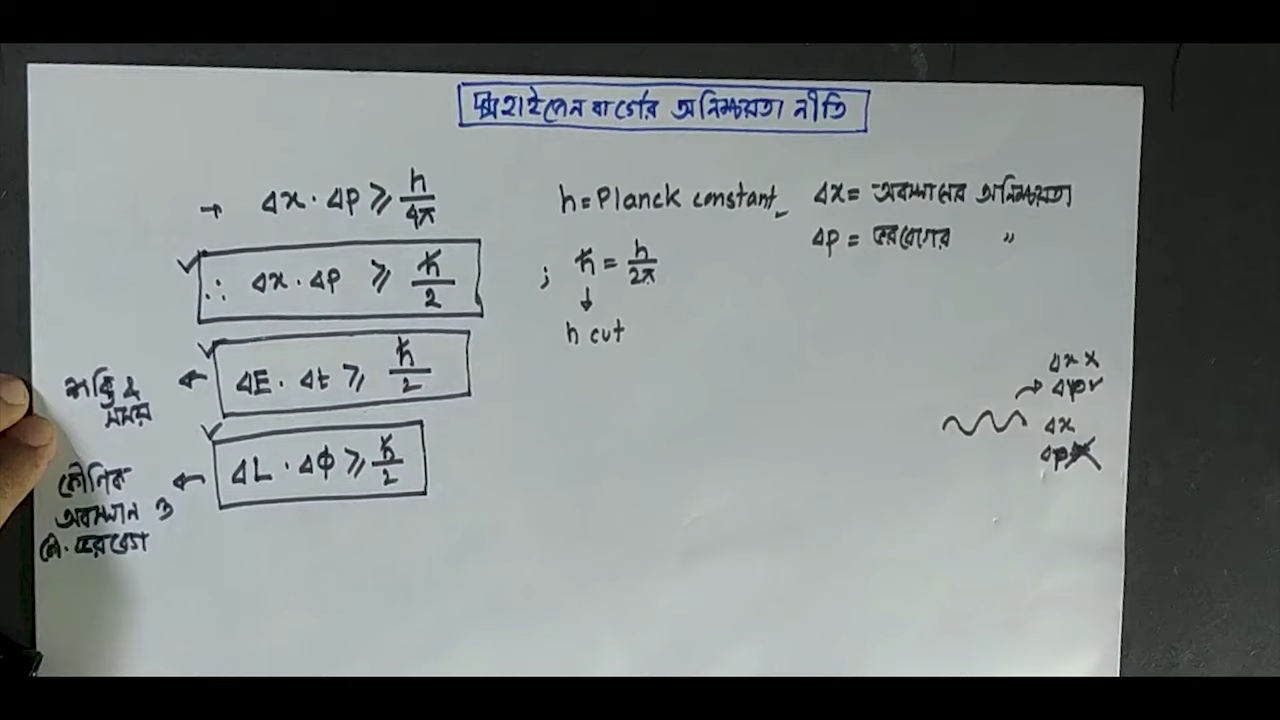 হাইসেনবার্গের অনিশ্চয়তা নীতি
→ Δx · Δp ≥ h/4π
h = Planck constant,
Δx = অবস্থানের অনিশ্চয়তা
Δp = ভরবেগের "
∴ Δx · Δp ≥ ħ/2
; ħ = h/2π
↓
h cut
ΔE · Δt ≥ ħ/2
← শক্তি & সময়
ΔL · ΔΦ ≥ ħ/2
← কৌনিক
অবস্থান ও
কৌ. ভরবেগ
Δx x
→ Δp ✓
Δx
Δp